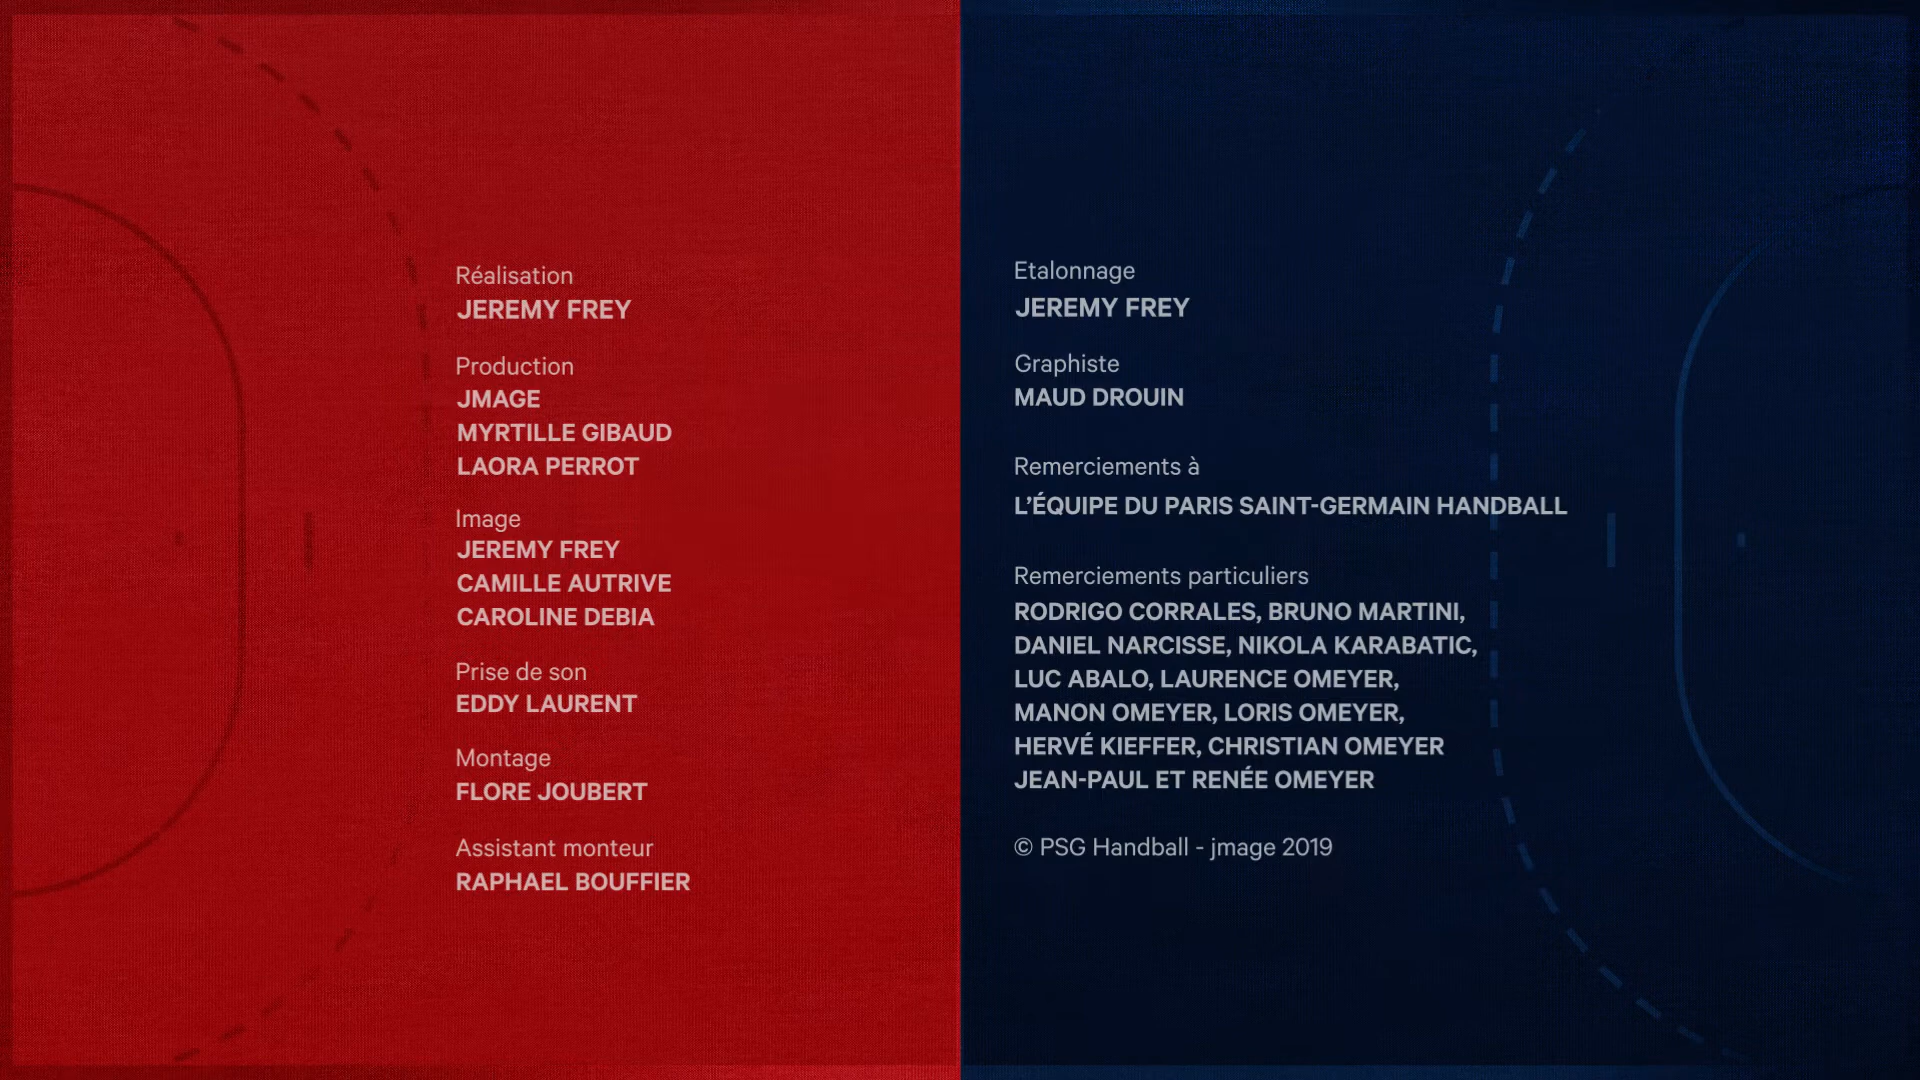 Réalisation
JEREMY FREY
Production
JMAGE
MYRTILLE GIBAUD
LAORA PERROT
Image
JEREMY FREY
CAMILLE AUTRIVE
CAROLINE DEBIA
Prise de son
EDDY LAURENT
Montage
FLORE JOUBERT
Assistant monteur
RAPHAEL BOUFFIER
Etalonnage
JEREMY FREY
Graphiste
MAUD DROUIN
Remerciements à
L’ÉQUIPE DU PARIS SAINT-GERMAIN HANDBALL
Remerciements particuliers
RODRIGO CORRALES, BRUNO MARTINI,
DANIEL NARCISSE, NIKOLA KARABATIC,
LUC ABALO, LAURENCE OMEYER,
MANON OMEYER, LORIS OMEYER,
HERVÉ KIEFFER, CHRISTIAN OMEYER
JEAN-PAUL ET RENÉE OMEYER
© PSG Handball - jmage 2019